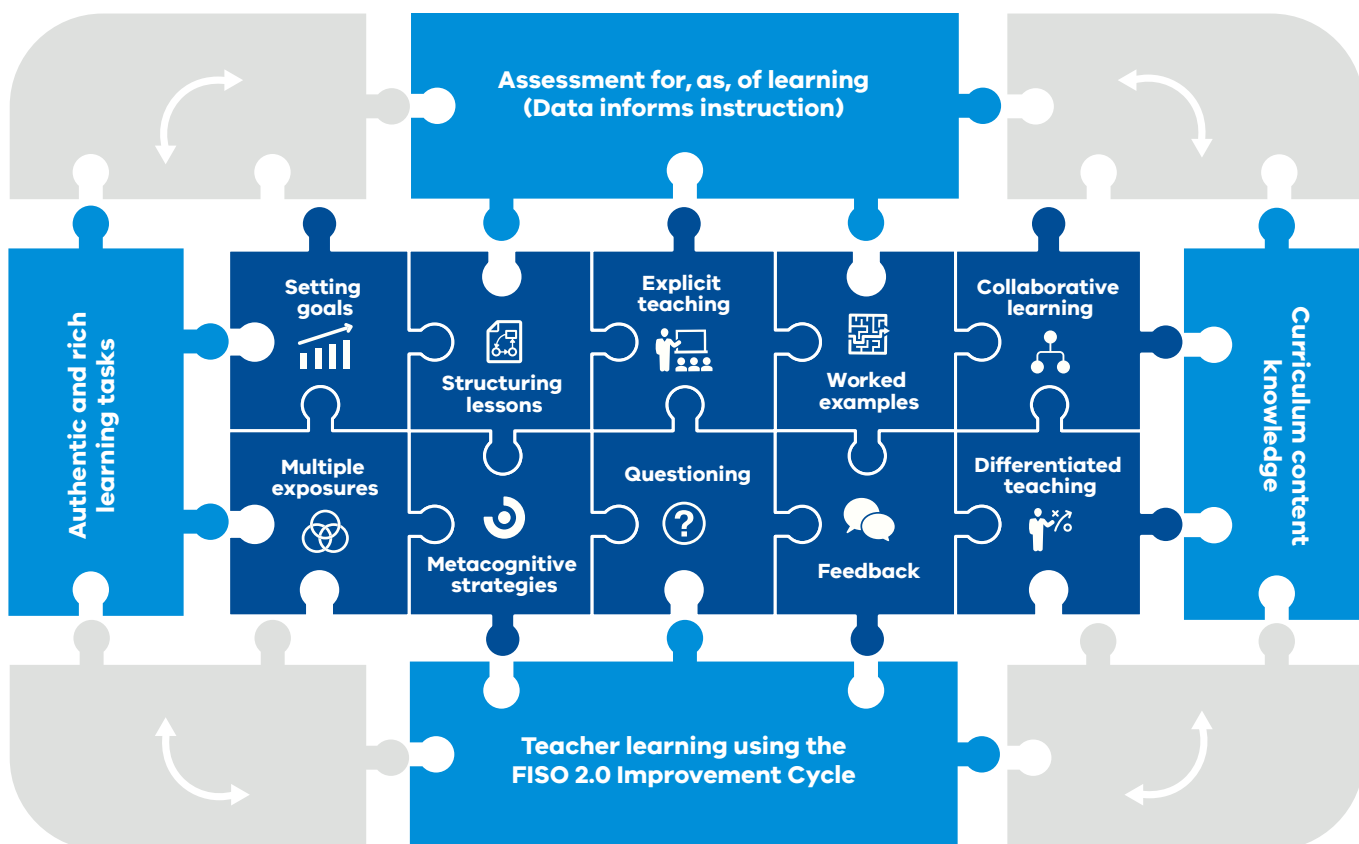 Assessment for, as, of learning
(Data informs instruction)
Authentic and rich
learning tasks
Setting
goals
Structuring
lessons
Explicit
teaching
Worked
examples
Collaborative
learning
Multiple
exposures
Metacognitive
strategies
Questioning
?
Feedback
Differentiated
teaching
Curriculum content
knowledge
Teacher learning using the
FISO 2.0 Improvement Cycle